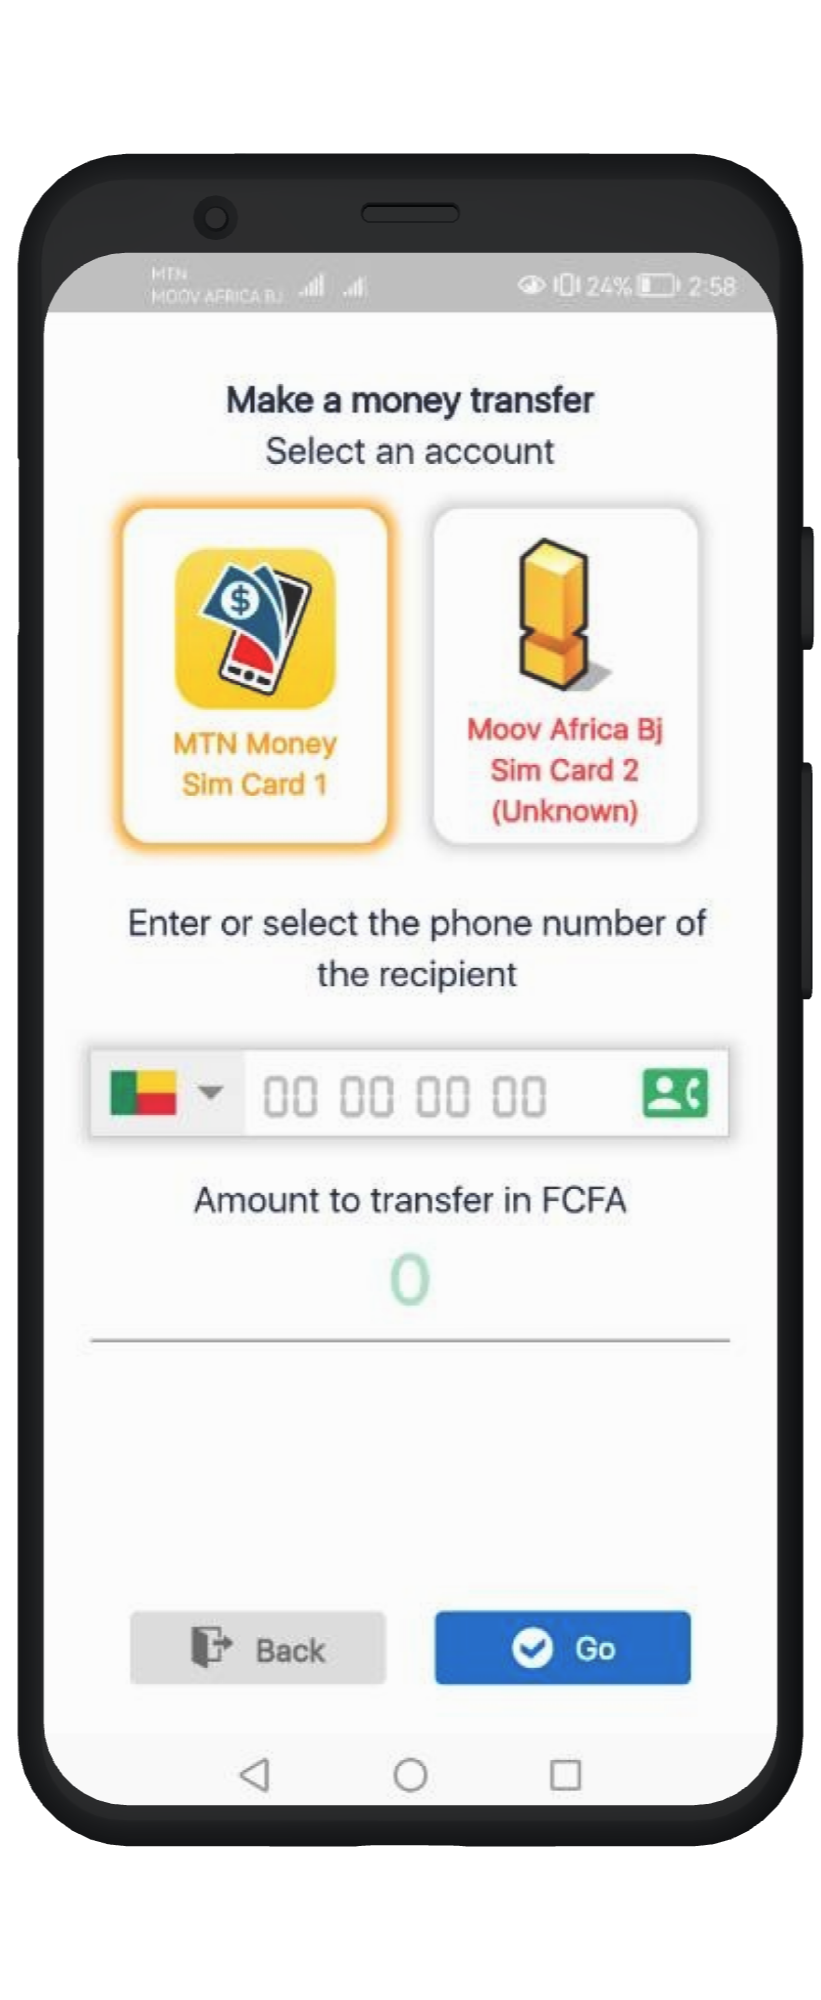 MTN
MOOV AFRICA BJ 24% 2:58
Make a money transfer
Select an account
$
MTN Money
Sim Card 1
Moov Africa Bj
Sim Card 2
(Unknown)
Enter or select the phone number of
the recipient
00 00 00 00
Amount to transfer in FCFA
0
Back
Go